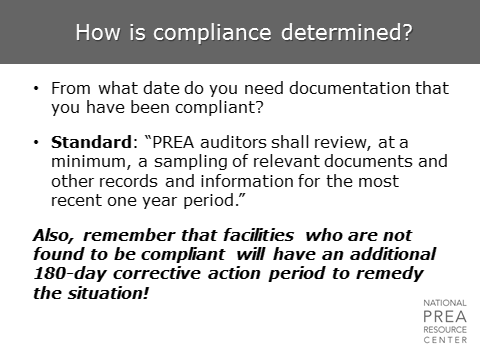 How is compliance determined?
• From what date do you need documentation that
you have been compliant?
• Standard: “PREA auditors shall review, at a
minimum, a sampling of relevant documents and
other records and information for the most
recent one year period.”
Also, remember that facilities who are not
found to be compliant will have an additional
180-day corrective action period to remedy
the situation!
NATIONAL
PREA
RESOURCE
CENTER